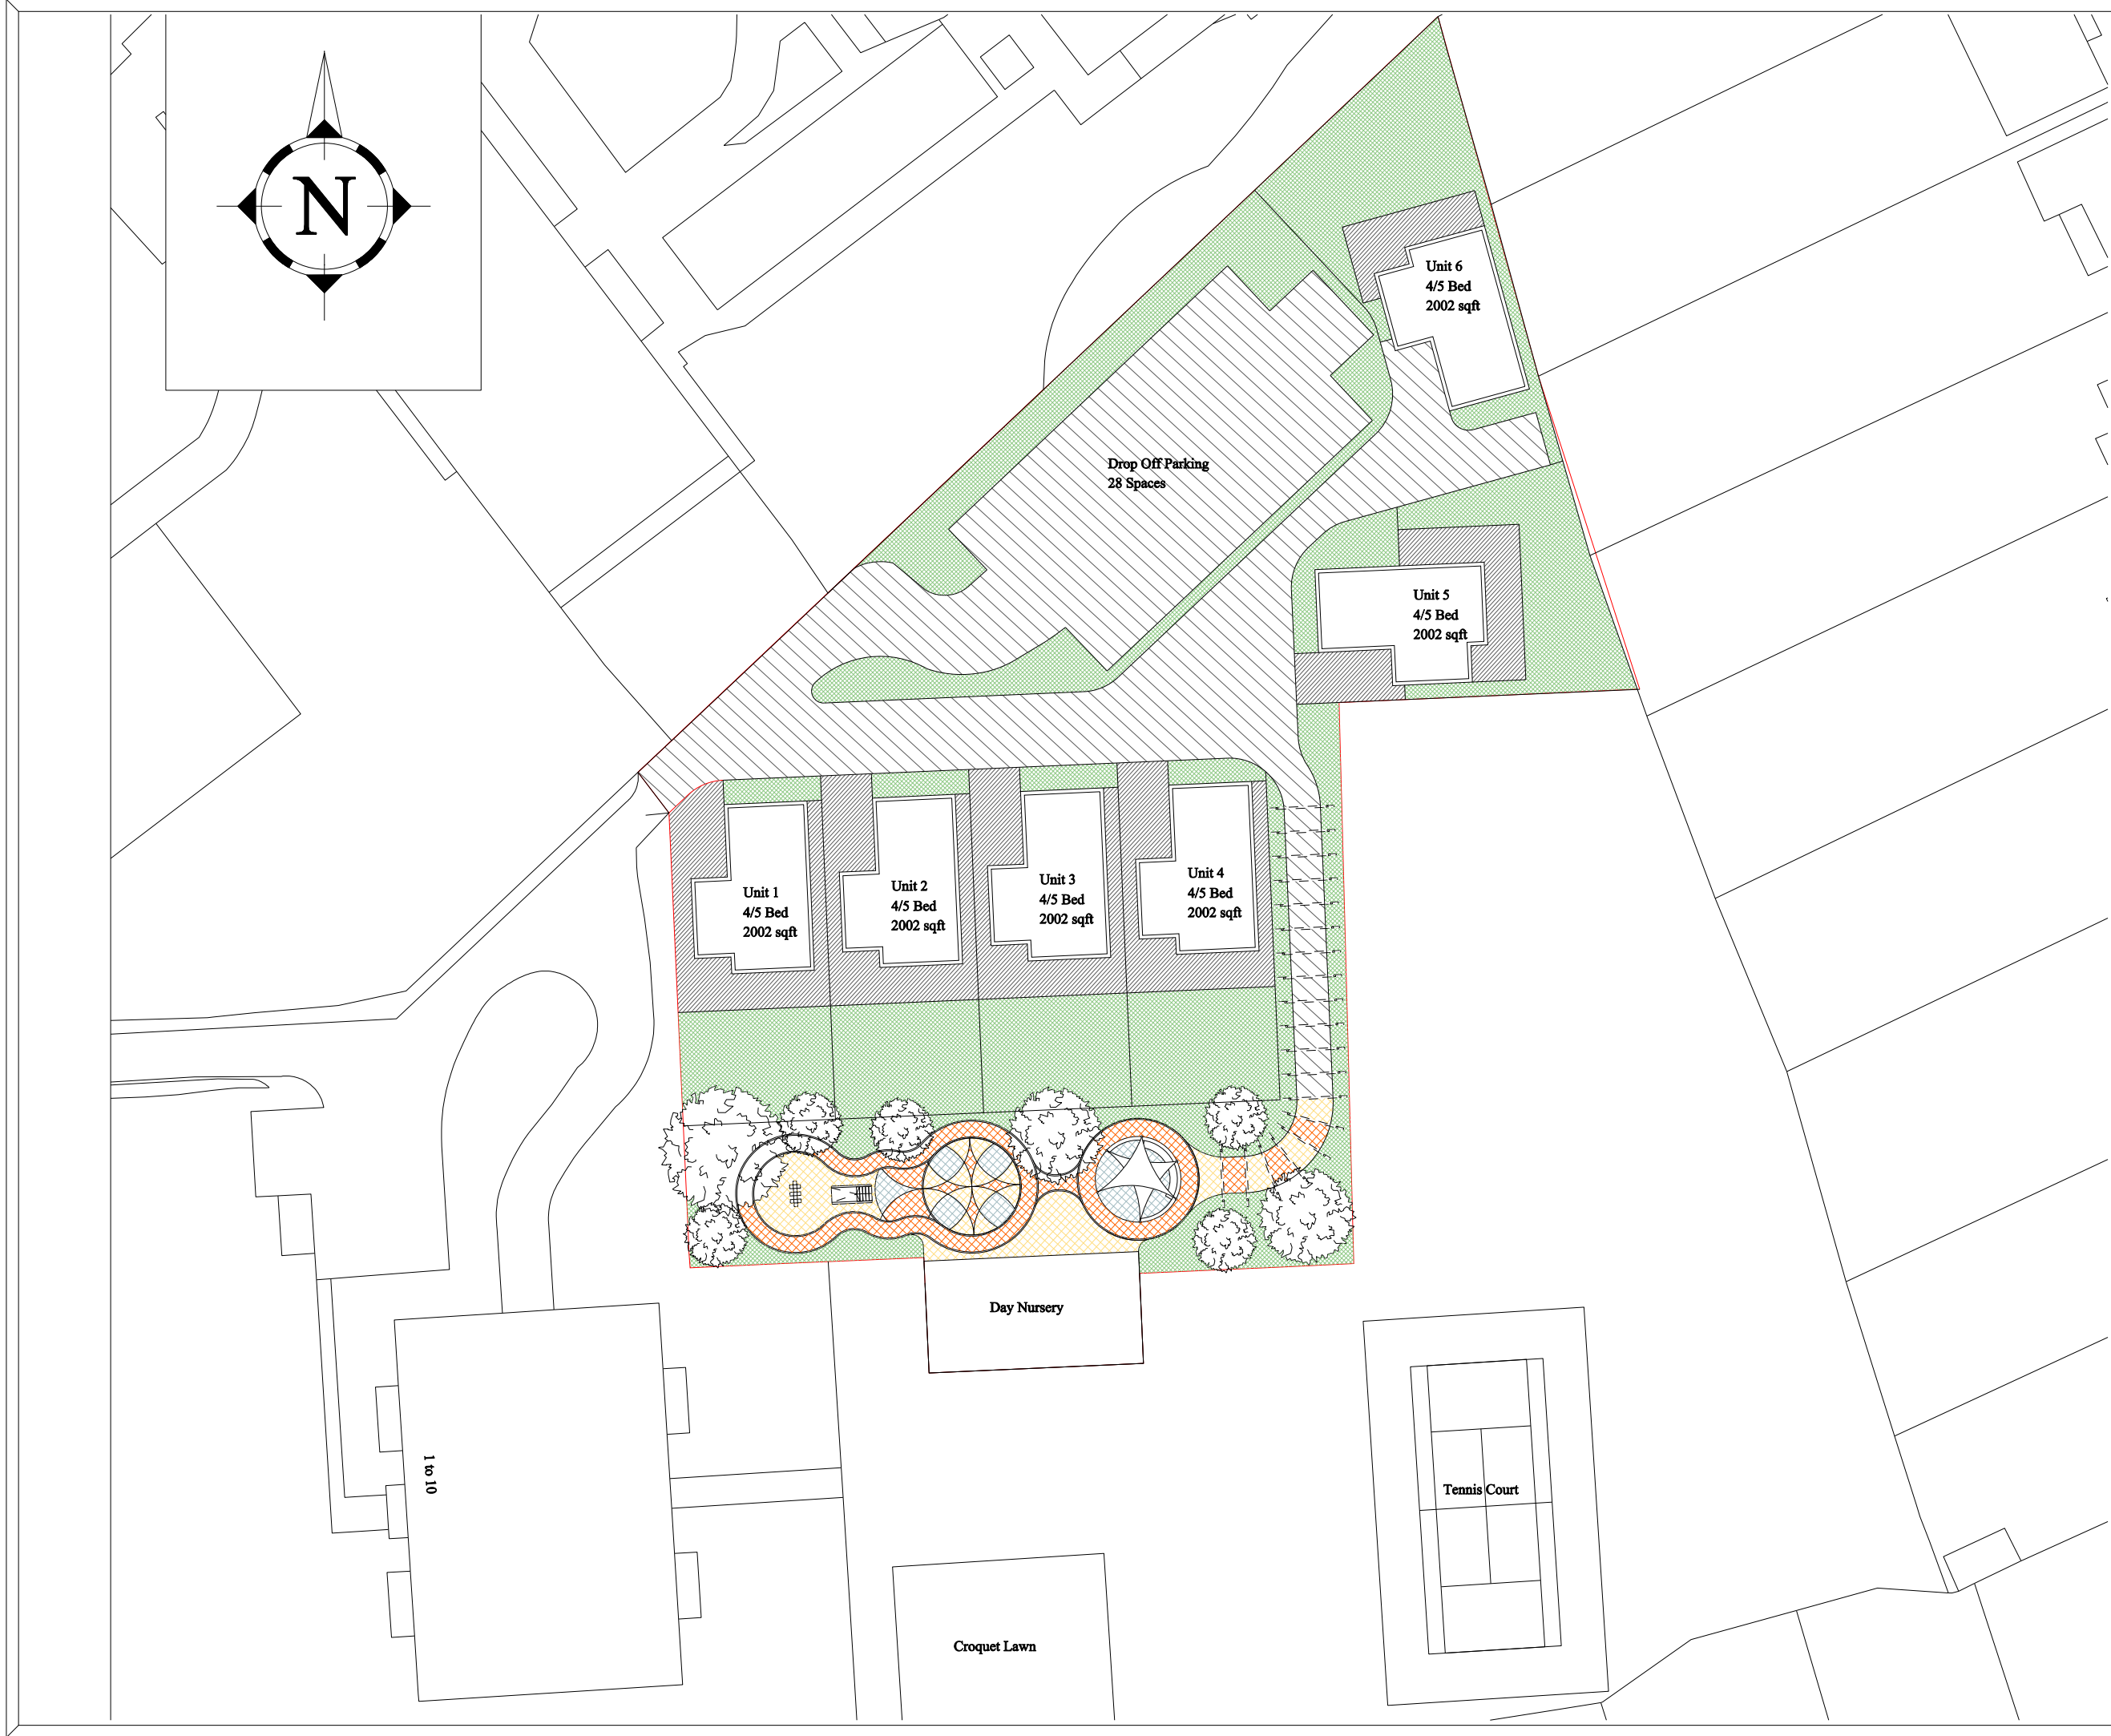 N
Unit 6
4/5 Bed
2002 sqft
Drop Off Parking
28 Spaces
Unit 5
4/5 Bed
2002 sqft
Unit 1
4/5 Bed
2002 sqft
Unit 2
4/5 Bed
2002 sqft
Unit 3
4/5 Bed
2002 sqft
Unit 4
4/5 Bed
2002 sqft
Day Nursery
1 to 10
Tennis Court
Croquet Lawn